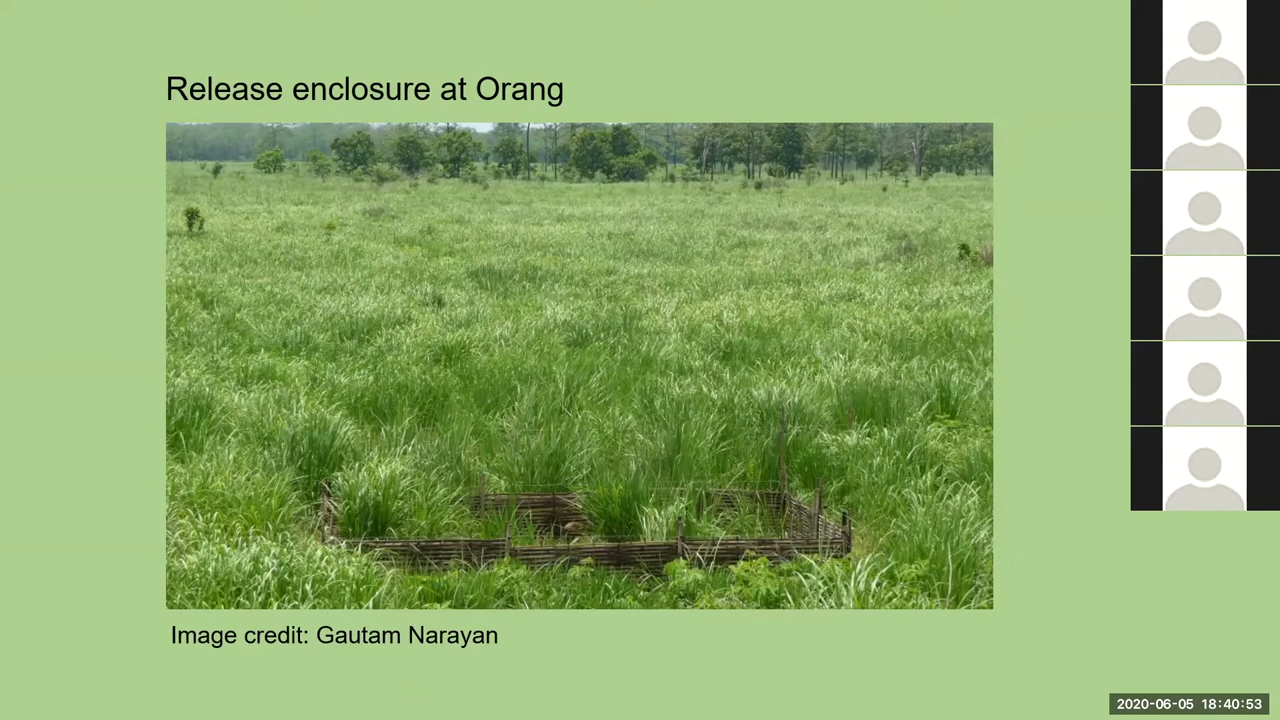 Release enclosure at Orang
Image credit: Gautam Narayan
2020-06-05 18:40:53